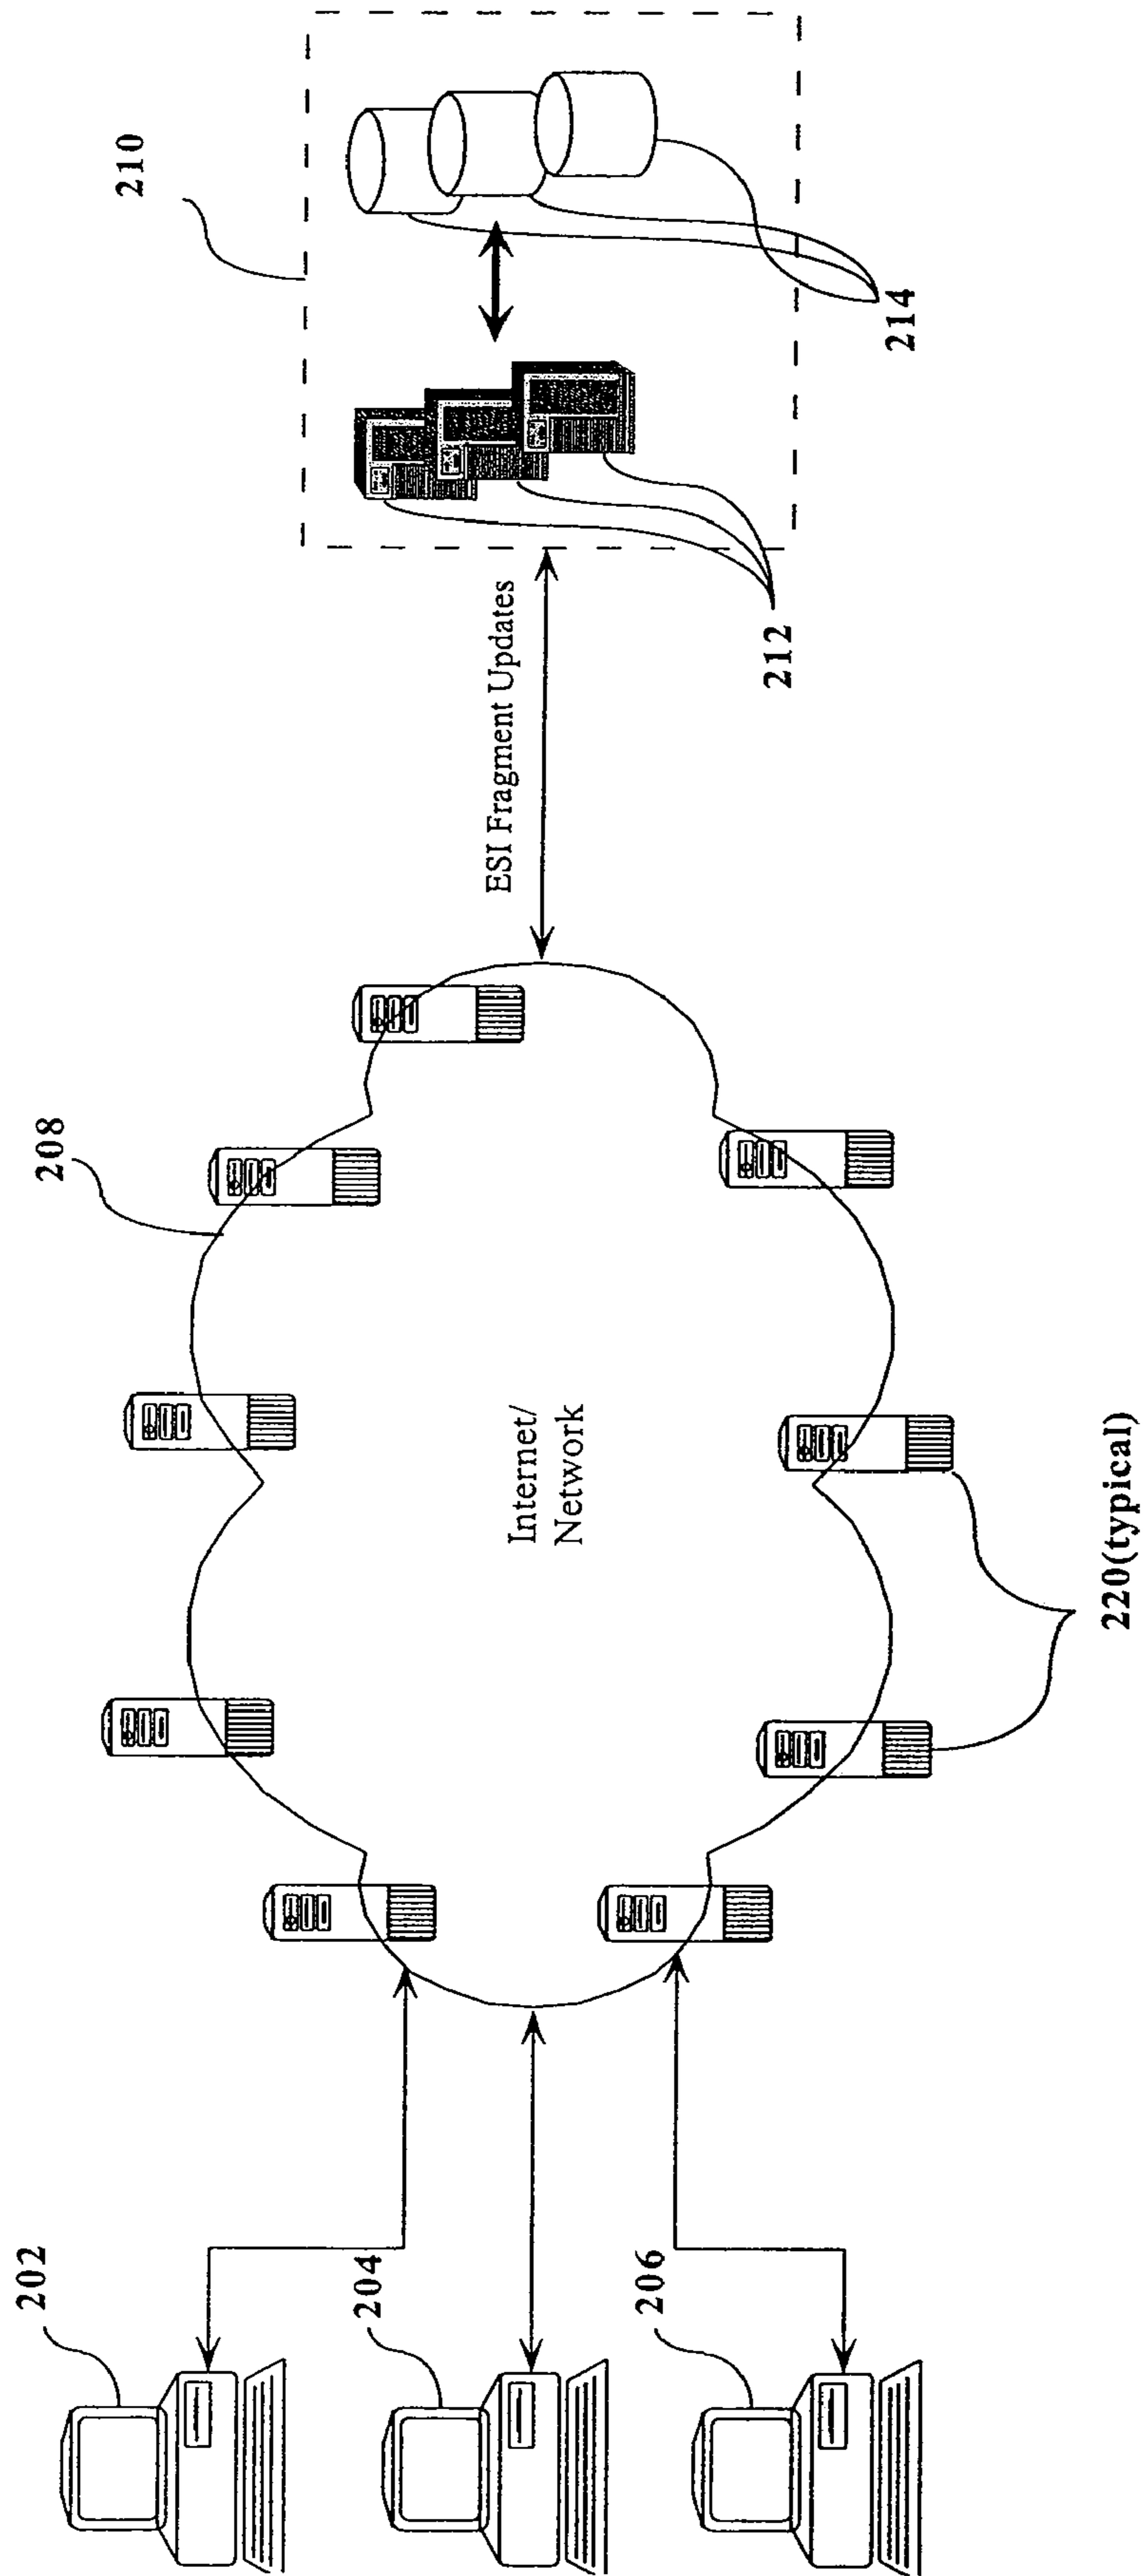 202
204
206
208
Internet/
Network
220(typical)
ESI Fragment Updates
210
212
214